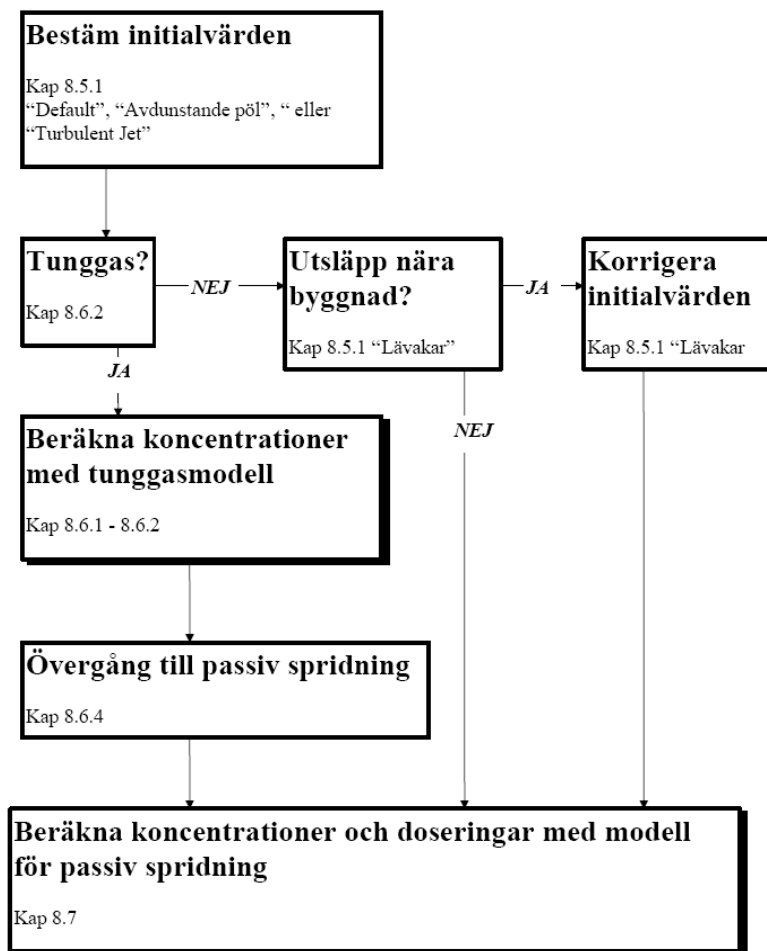 Bestäm initialvärden
Kap 8.5.1
“Default”, “Avdunstande pöl”, “ eller
“Turbulent Jet”
Tunggas?
Kap 8.6.2
NEJ
Utsläpp nära
byggnad?
Kap 8.5.1 “Lävakar”
JA
Korrigera
initialvärden
Kap 8.5.1 “Lävakar
JA
NEJ
Beräkna koncentrationer
med tunggasmodell
Kap 8.6.1 - 8.6.2
Övergång till passiv spridning
Kap 8.6.4
Beräkna koncentrationer och doseringar med modell
för passiv spridning
Kap 8.7